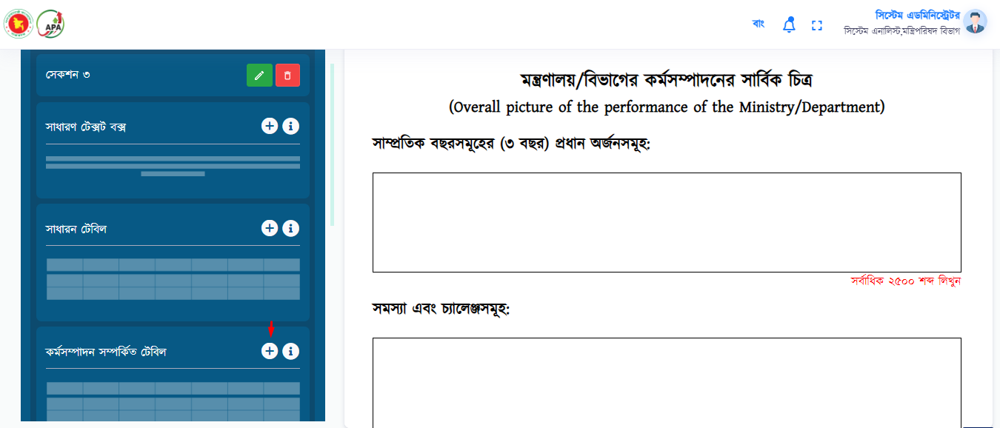 APA
বাং
সিস্টেম এডমিনিস্ট্রেটর
সিস্টেম এনালিস্ট,মন্ত্রিপরিষদ বিভাগ
সেকশন ৩
সাধারণ টেক্সট বক্স
সাধারন টেবিল
কর্মসম্পাদন সম্পর্কিত টেবিল
মন্ত্রণালয়/বিভাগের কর্মসম্পাদনের সার্বিক চিত্র
(Overall picture of the performance of the Ministry/Department)
সাম্প্রতিক বছরসমূহের (৩ বছর) প্রধান অর্জনসমূহ:
সর্বাধিক ২৫০০ শব্দ লিখুন
সমস্যা এবং চ্যালেঞ্জসমূহ: